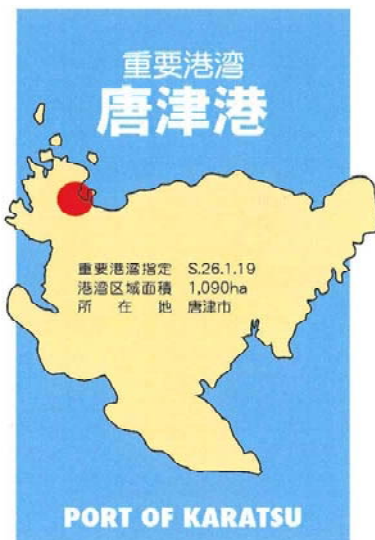 重要港湾
唐津港
重要港湾指定 S.26.1.19
港湾区域面積 1,090ha
所在地 唐津市
PORT OF KARATSU